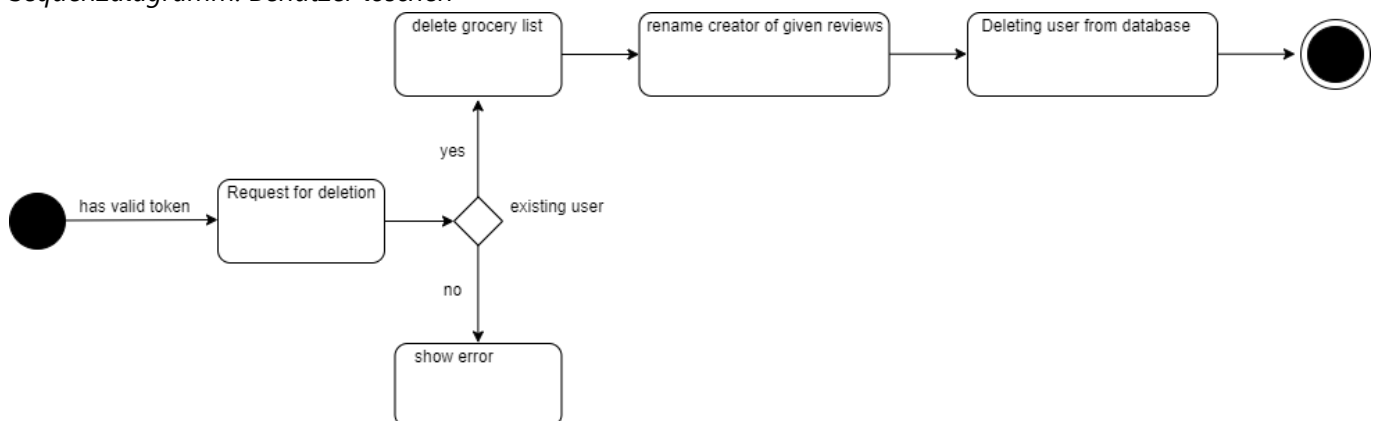 Sequenzdiagramm: Benutzer löschen
delete grocery list
rename creator of given reviews
Deleting user from database
yes
has valid token
Request for deletion
existing user
no
show error